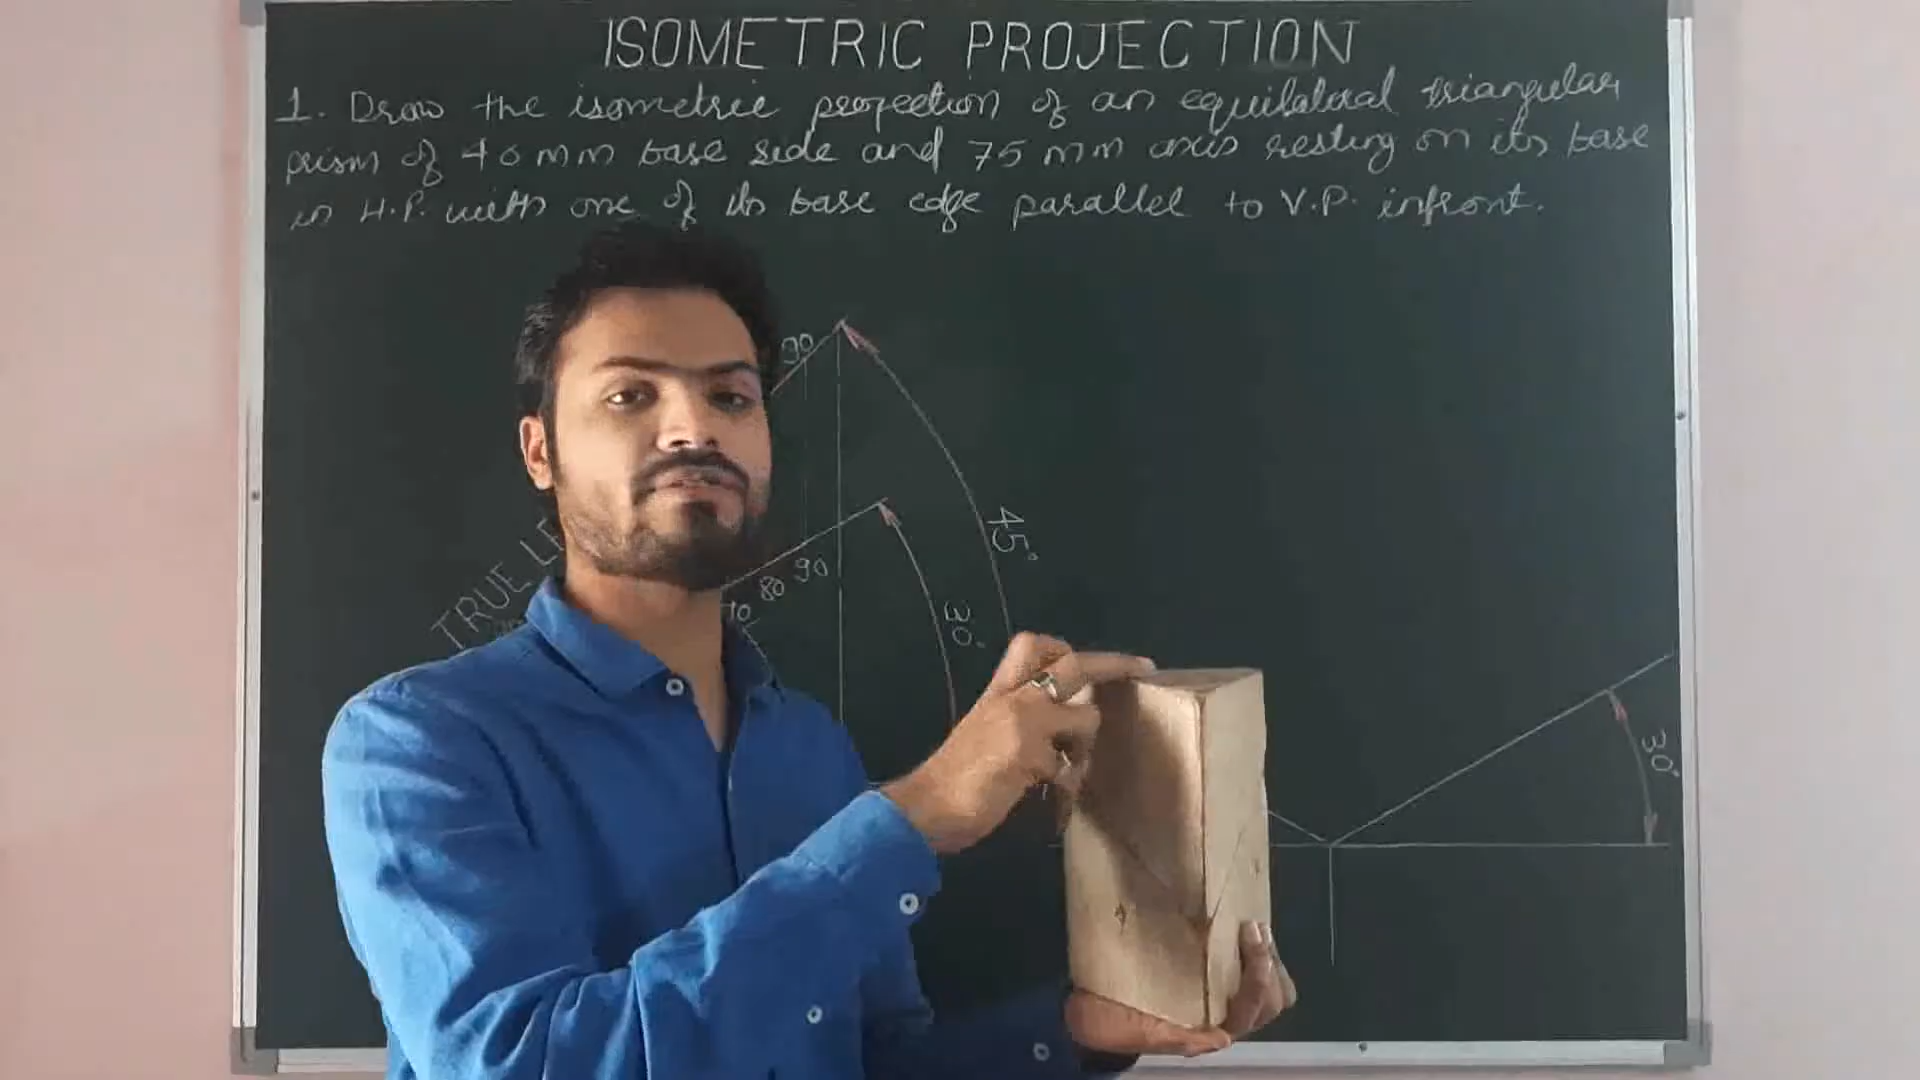 ISOMETRIC PROJECTION
1. Draw the isometric projection of an equilateral triangular
prism of 40 mm base side and 75 mm axis resting on its base
in H.P. with one of its base edge parallel to V.P. infront.
90
45°
TRUE LE
90
80
70
30°
30°